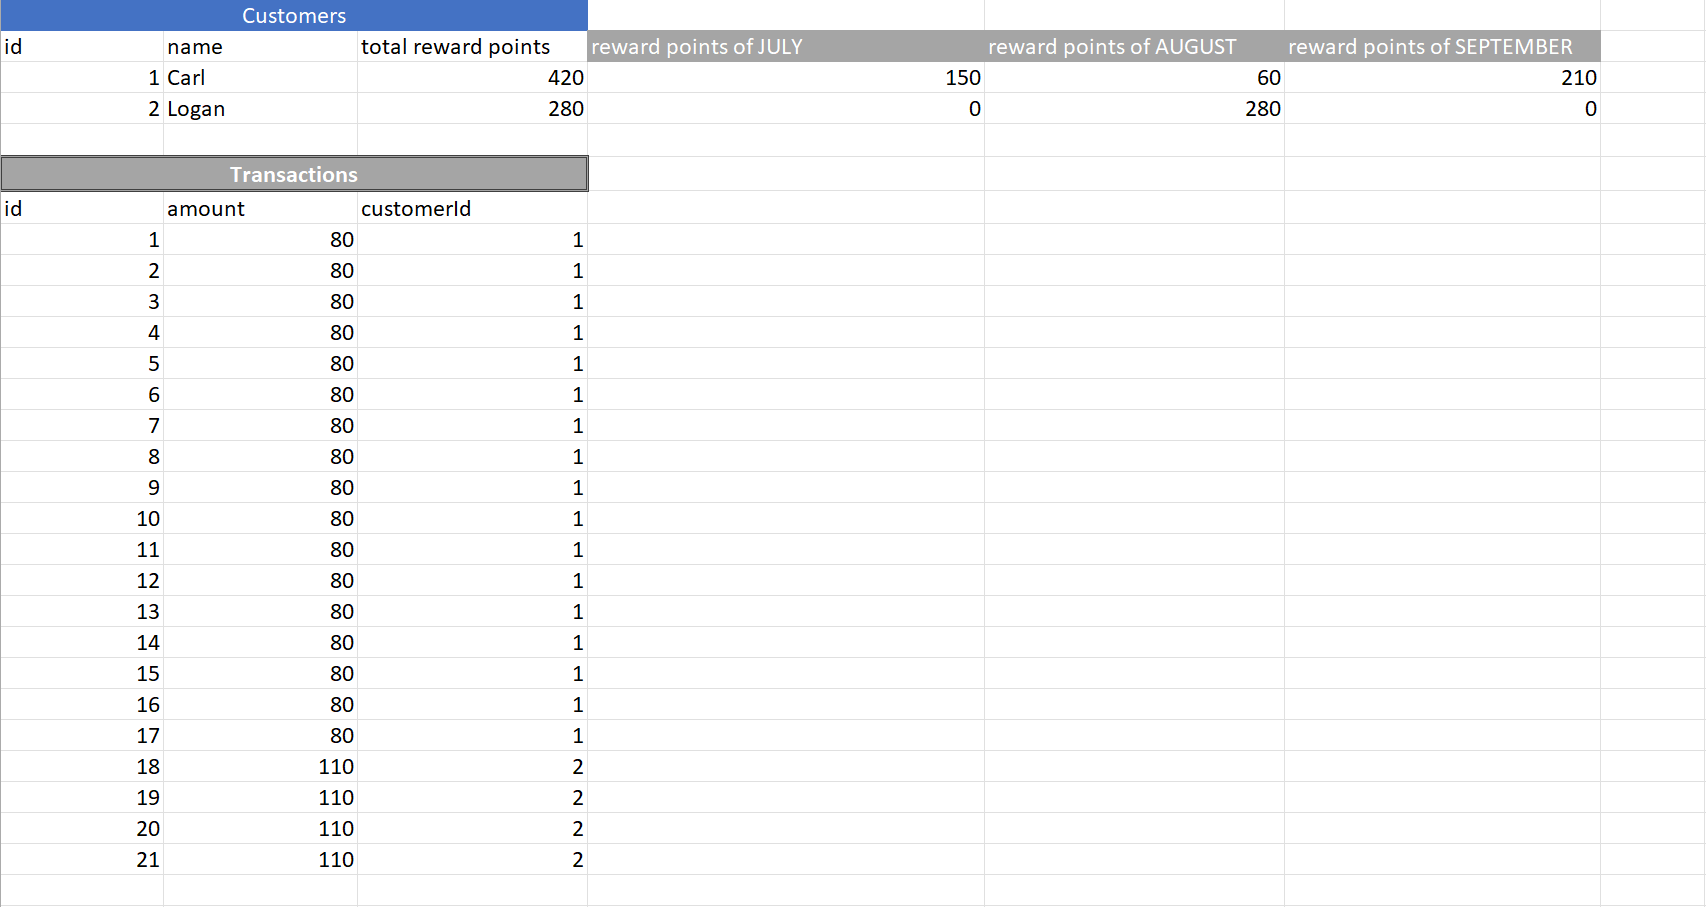 Customers
id name total reward points reward points of JULY reward points of AUGUST reward points of SEPTEMBER
1 Carl 420 150 60 210
2 Logan 280 0 280 0
Transactions
id amount customerId
1 80 1
2 80 1
3 80 1
4 80 1
5 80 1
6 80 1
7 80 1
8 80 1
9 80 1
10 80 1
11 80 1
12 80 1
13 80 1
14 80 1
15 80 1
16 80 1
17 80 1
18 110 2
19 110 2
20 110 2
21 110 2